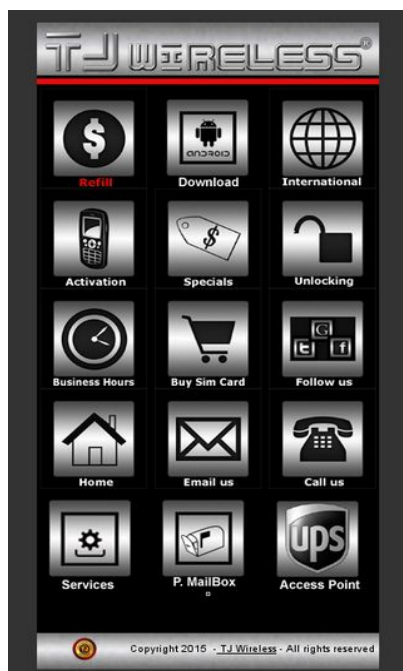 TJ WIRELESS®
$
ANDROID
Refill Download International
$
Activation Specials Unlocking
G
t f
Business Hours Buy Sim Card Follow us
Home Email us Call us
ups
Services P. MailBox Access Point
Copyright 2015 - TJ Wireless - All rights reserved